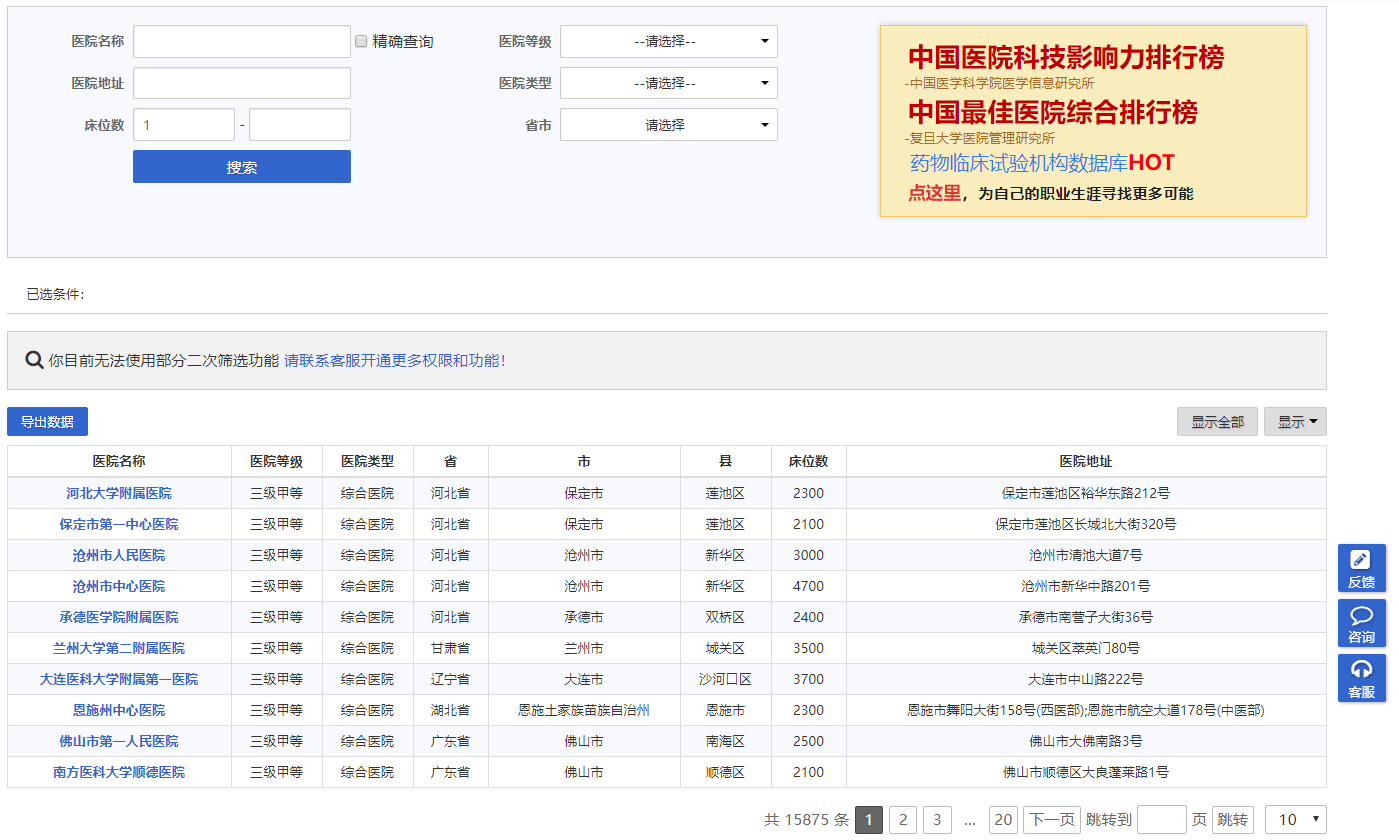 医院名称 精确查询 医院等级 --请选择--
医院地址 医院类型 --请选择--
床位数 1 - 省市 请选择
搜索
中国医院科技影响力排行榜
-中国医学科学院医学信息研究所
中国最佳医院综合排行榜
-复旦大学医院管理研究所
药物临床试验机构数据库HOT
点这里，为自己的职业生涯寻找更多可能
已选条件:
你目前无法使用部分二次筛选功能 请联系客服开通更多权限和功能!
导出数据 显示全部 显示
医院名称 医院等级 医院类型 省 市 县 床位数 医院地址
河北大学附属医院 三级甲等 综合医院 河北省 保定市 莲池区 2300 保定市莲池区裕华东路212号
保定市第一中心医院 三级甲等 综合医院 河北省 保定市 莲池区 2100 保定市莲池区长城北大街320号
沧州市人民医院 三级甲等 综合医院 河北省 沧州市 新华区 3000 沧州市清池大道7号
沧州市中心医院 三级甲等 综合医院 河北省 沧州市 新华区 4700 沧州市新华中路201号
承德医学院附属医院 三级甲等 综合医院 河北省 承德市 双桥区 2400 承德市南营子大街36号
兰州大学第二附属医院 三级甲等 综合医院 甘肃省 兰州市 城关区 3500 城关区萃英门80号
大连医科大学附属第一医院 三级甲等 综合医院 辽宁省 大连市 沙河口区 3700 大连市中山路222号
恩施州中心医院 三级甲等 综合医院 湖北省 恩施土家族苗族自治州 恩施市 2300 恩施市舞阳大街158号(西医部);恩施市航空大道178号(中医部)
佛山市第一人民医院 三级甲等 综合医院 广东省 佛山市 南海区 2500 佛山市大佛南路3号
南方医科大学顺德医院 三级甲等 综合医院 广东省 佛山市 顺德区 2100 佛山市顺德区大良蓬莱路1号
反馈
咨询
客服
共 15875 条 1 2 3 ... 20 下一页 跳转到 页 跳转 10